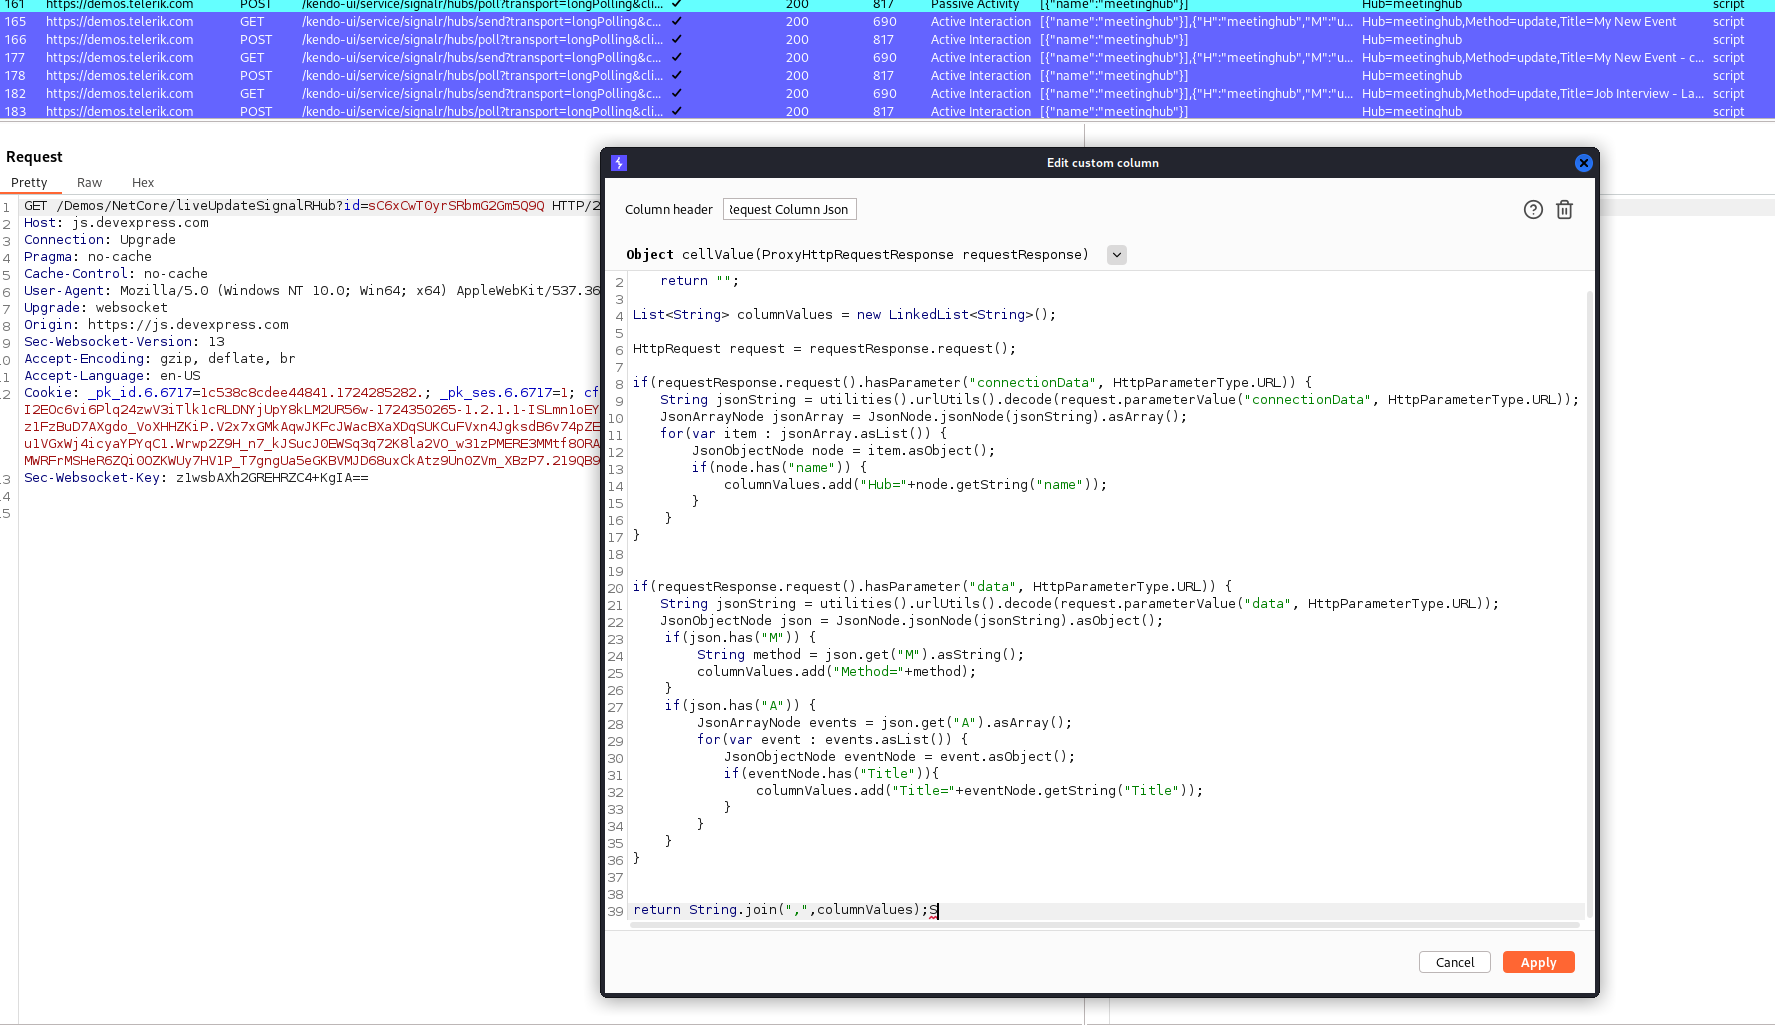 161 https://demos.telerik.com POST /kendo-ui/service/signalr/hubs/poll?transport=longPolling&cli... ✓ 200 817 Passive Activity [{"name":"meetinghub"}] Hub=meetinghub script
165 https://demos.telerik.com GET /kendo-ui/service/signalr/hubs/send?transport=longPolling&c... ✓ 200 690 Active Interaction [{"name":"meetinghub"}],{"H":"meetinghub","M":"u... Hub=meetinghub,Method=update,Title=My New Event script
166 https://demos.telerik.com POST /kendo-ui/service/signalr/hubs/poll?transport=longPolling&cli... ✓ 200 817 Active Interaction [{"name":"meetinghub"}] Hub=meetinghub script
177 https://demos.telerik.com GET /kendo-ui/service/signalr/hubs/send?transport=longPolling&c... ✓ 200 690 Active Interaction [{"name":"meetinghub"}],{"H":"meetinghub","M":"u... Hub=meetinghub,Method=update,Title=My New Event - c... script
178 https://demos.telerik.com POST /kendo-ui/service/signalr/hubs/poll?transport=longPolling&cli... ✓ 200 817 Active Interaction [{"name":"meetinghub"}] Hub=meetinghub script
182 https://demos.telerik.com GET /kendo-ui/service/signalr/hubs/send?transport=longPolling&c... ✓ 200 690 Active Interaction [{"name":"meetinghub"}],{"H":"meetinghub","M":"u... Hub=meetinghub,Method=update,Title=Job Interview - La... script
183 https://demos.telerik.com POST /kendo-ui/service/signalr/hubs/poll?transport=longPolling&cli... ✓ 200 817 Active Interaction [{"name":"meetinghub"}] Hub=meetinghub script
Request
Pretty Raw Hex
1 GET /Demos/NetCore/liveUpdateSignalRHub?id=sC6xCwTOyrSRbmG2Gm5Q9Q HTTP/2
2 Host: js.devexpress.com
3 Connection: Upgrade
4 Pragma: no-cache
5 Cache-Control: no-cache
6 User-Agent: Mozilla/5.0 (Windows NT 10.0; Win64; x64) AppleWebKit/537.36
7 Upgrade: websocket
8 Origin: https://js.devexpress.com
9 Sec-Websocket-Version: 13
.0 Accept-Encoding: gzip, deflate, br
.1 Accept-Language: en-US
.2 Cookie: _pk_id.6.6717=1c538c8cdee44841.1724285282.; _pk_ses.6.6717=1; cf
I2EOc6vi6Plq24zwV3iTlk1cRLDNYjUpY8kLM2UR56w-1724350265-1.2.1.1-ISLmn1oEY
z1FzBuD7AXgdo_VoXHHZKiP.V2x7xGMkAqwJKFcJWacBXaXDqSUKCuFVxn4JgksdB6v74pZE
u1VGxWj4icyaYPYqC1.Wrwp2Z9H_n7_kJSucJ0EWSq3q72K8la2VO_w31zPMERE3MMtf8ORA
MWRFrMSHeR6ZQiOOZKWUy7HV1P_T7gngUa5eGKBVMJD68uxCkAtz9Un0ZVm_XBzP7.219QB9
.3 Sec-Websocket-Key: z1wsbAXh2GREHRZC4+KgIA==
.4
.5
Edit custom column
Column header Request Column Json
Object cellValue(ProxyHttpRequestResponse requestResponse)
2 return "";
3
4 List<String> columnValues = new LinkedList<String>();
5
6 HttpRequest request = requestResponse.request();
7
8 if(requestResponse.request().hasParameter("connectionData", HttpParameterType.URL)) {
9 String jsonString = utilities().urlUtils().decode(request.parameterValue("connectionData", HttpParameterType.URL));
10 JsonArrayNode jsonArray = JsonNode.jsonNode(jsonString).asArray();
11 for(var item : jsonArray.asList()) {
12 JsonObjectNode node = item.asObject();
13 if(node.has("name")) {
14 columnValues.add("Hub="+node.getString("name"));
15 }
16 }
17 }
18
19
20 if(requestResponse.request().hasParameter("data", HttpParameterType.URL)) {
21 String jsonString = utilities().urlUtils().decode(request.parameterValue("data", HttpParameterType.URL));
22 JsonObjectNode json = JsonNode.jsonNode(jsonString).asObject();
23 if(json.has("M")) {
24 String method = json.get("M").asString();
25 columnValues.add("Method="+method);
26 }
27 if(json.has("A")) {
28 JsonArrayNode events = json.get("A").asArray();
29 for(var event : events.asList()) {
30 JsonObjectNode eventNode = event.asObject();
31 if(eventNode.has("Title")){
32 columnValues.add("Title="+eventNode.getString("Title"));
33 }
34 }
35 }
36 }
37
38
39 return String.join(",",columnValues);S
Cancel Apply